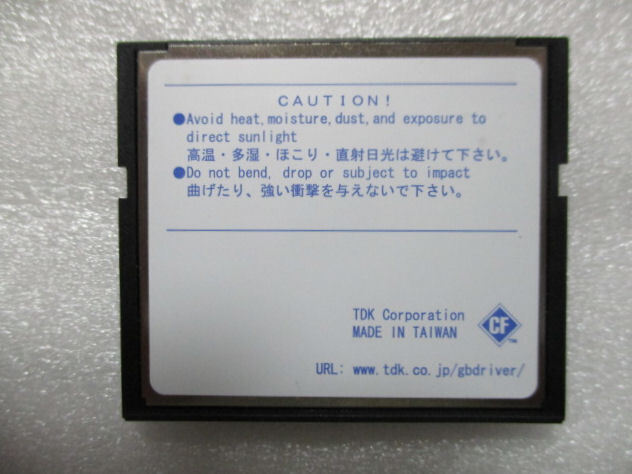 CAUTION!
●Avoid heat,moisture,dust,and exposure to
direct sunlight
高温・多湿・ほこり・直射日光は避けて下さい。
●Do not bend, drop or subject to impact
曲げたり、強い衝撃を与えないで下さい。
TDK Corporation
MADE IN TAIWAN
CF™
URL: www.tdk.co.jp/gbdriver/